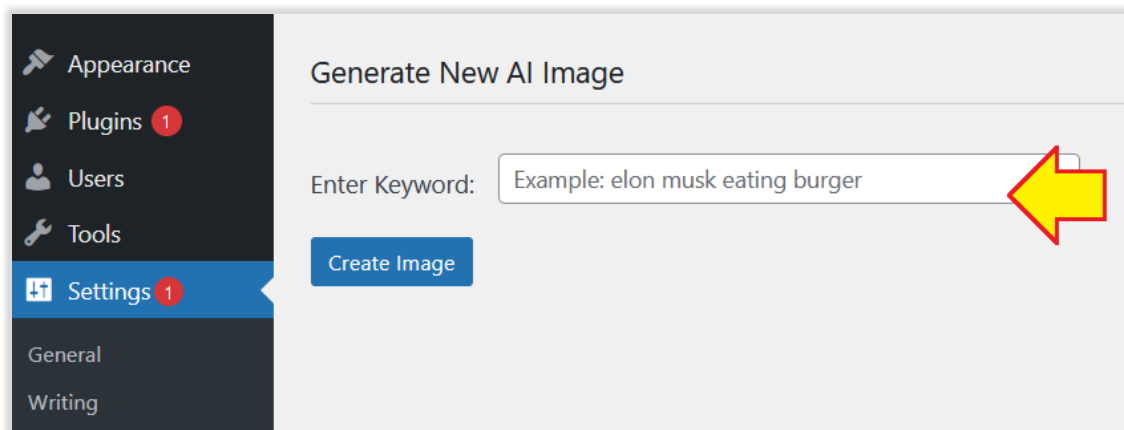 Appearance
Plugins 1
Users
Tools
Settings 1
General
Writing
Generate New AI Image
Enter Keyword: Example: elon musk eating burger
Create Image